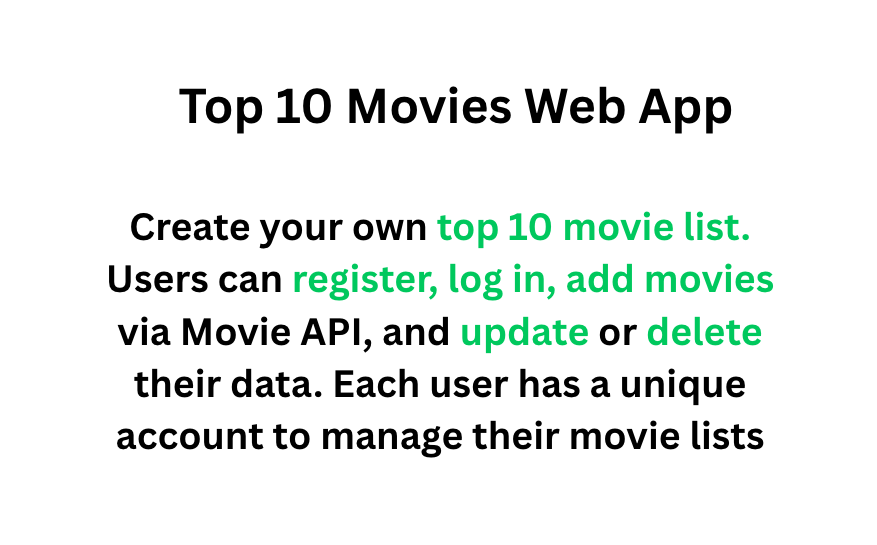 Top 10 Movies Web App
Create your own top 10 movie list.
Users can register, log in, add movies
via Movie API, and update or delete
their data. Each user has a unique
account to manage their movie lists